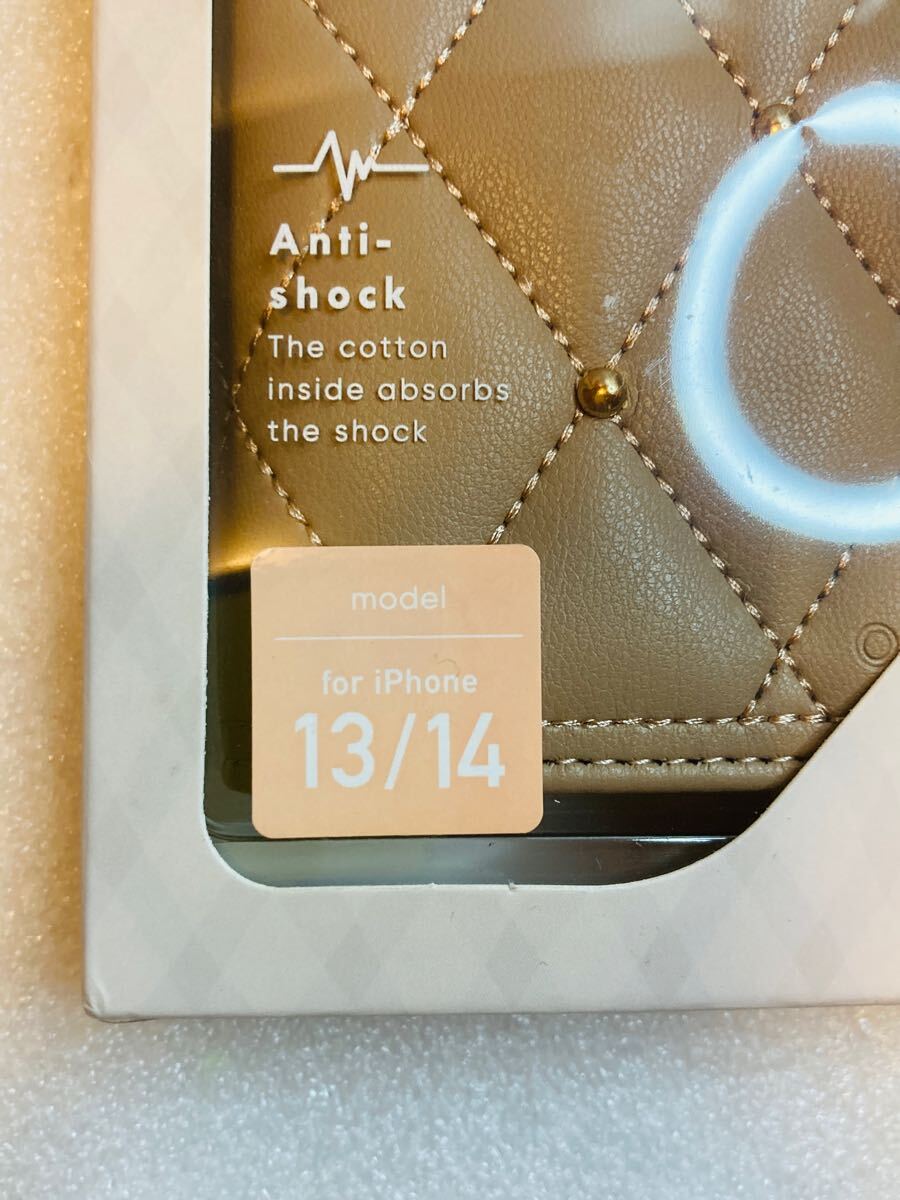 Anti-
shock
The cotton
inside absorbs
the shock
model
for iPhone
13/14